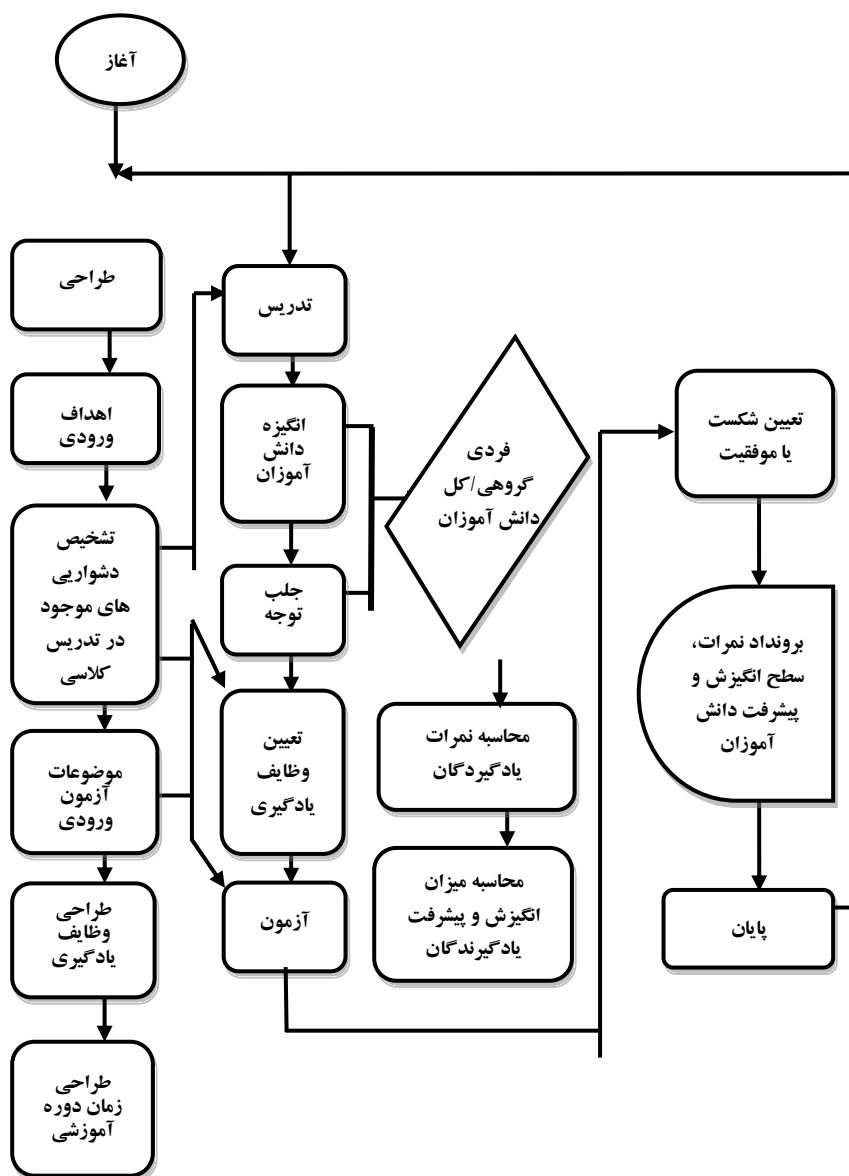 آغاز
طراحی
اهداف
ورودی
تشخیص
دشواریی
های موجود
در تدریس
کلاسی
موضوعات
آزمون
ورودی
طراحی
وظایف
یادگیری
طراحی
زمان دوره
آموزشی
تدریس
انگیزه
دانش
آموزان
جلب
توجه
تعیین
وظایف
یادگیری
آزمون
فردی
گروهی/کل
دانش آموزان
محاسبه نمرات
یادگیردگان
محاسبه میزان
انگیزش و پیشرفت
یادگیرندگان
تعیین شکست
یا موفقیت
برونداد نمرات،
سطح انگیزش و
پیشرفت دانش
آموزان
پایان